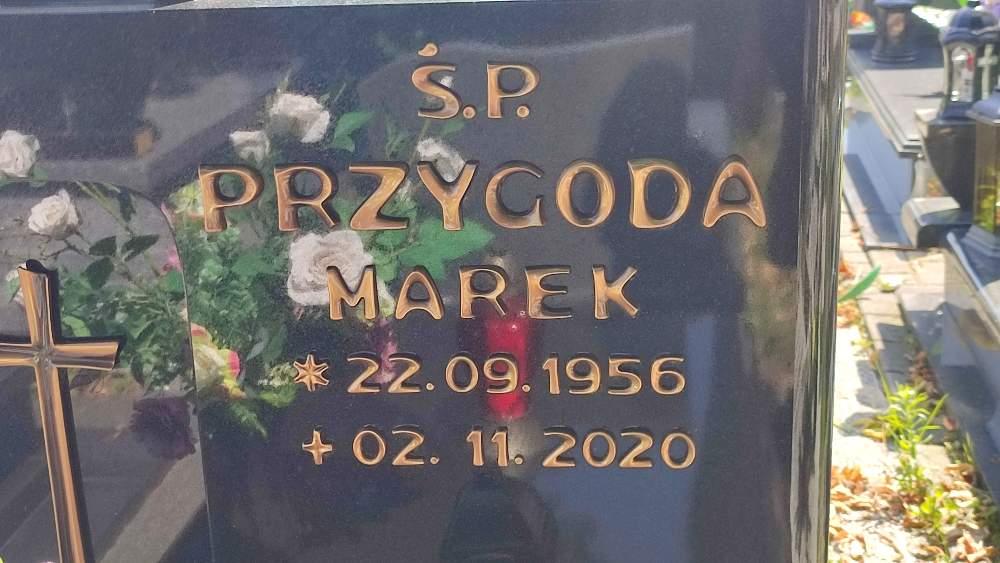 Ś.P.
PRZYGODA
MAREK
* 22.09.1956
+ 02.11.2020